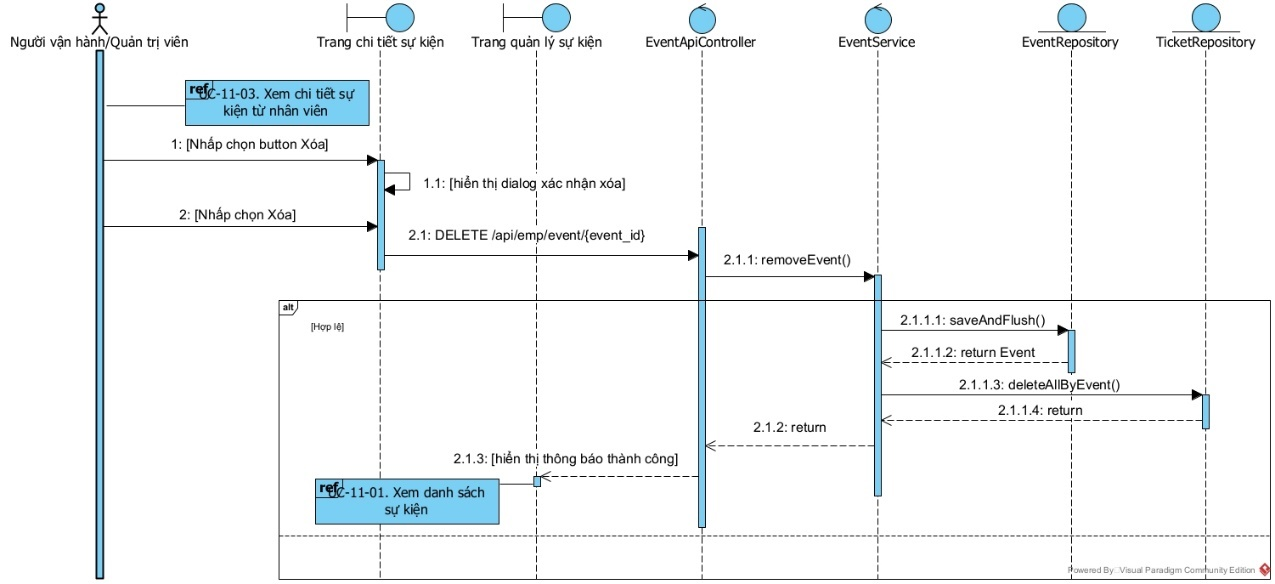 Người vận hành/Quản trị viên
Trang chi tiết sự kiện
Trang quản lý sự kiện
EventApiController
EventService
EventRepository
TicketRepository
ref
UC-11-03. Xem chi tiết sự
kiện từ nhân viên
1: [Nhấp chọn button Xóa]
1.1: [hiển thị dialog xác nhận xóa]
2: [Nhấp chọn Xóa]
2.1: DELETE /api/emp/event/{event_id}
2.1.1: removeEvent()
alt
[Hợp lệ]
2.1.1.1: saveAndFlush()
2.1.1.2: return Event
2.1.1.3: deleteAllByEvent()
2.1.1.4: return
2.1.2: return
2.1.3: [hiển thị thông báo thành công]
ref
UC-11-01. Xem danh sách
sự kiện
Powered By Visual Paradigm Community Edition